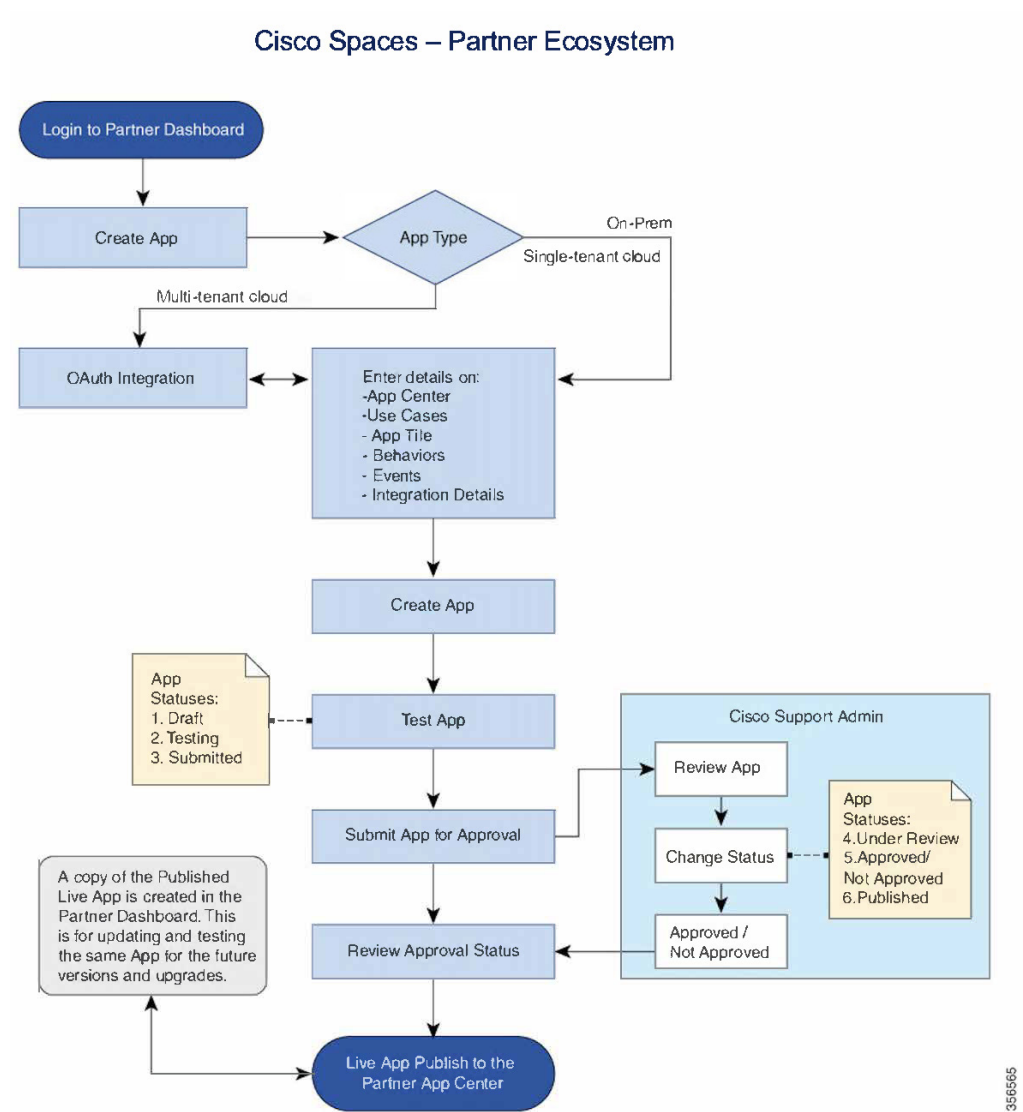 Cisco Spaces – Partner Ecosystem
Login to Partner Dashboard
Create App
App Type
On-Prem
Single-tenant cloud
Multi-tenant cloud
OAuth Integration
Enter details on:
-App Center
-Use Cases
- App Tile
- Behaviors
- Events
- Integration Details
Create App
App
Statuses:
1. Draft
2. Testing
3. Submitted
Test App
Cisco Support Admin
Review App
App
Statuses:
4.Under Review
5.Approved/
Not Approved
6.Published
Submit App for Approval
Change Status
A copy of the Published
Live App is created in the
Partner Dashboard. This
is for updating and testing
the same App for the future
versions and upgrades.
Review Approval Status
Approved /
Not Approved
Live App Publish to the
Partner App Center
356565